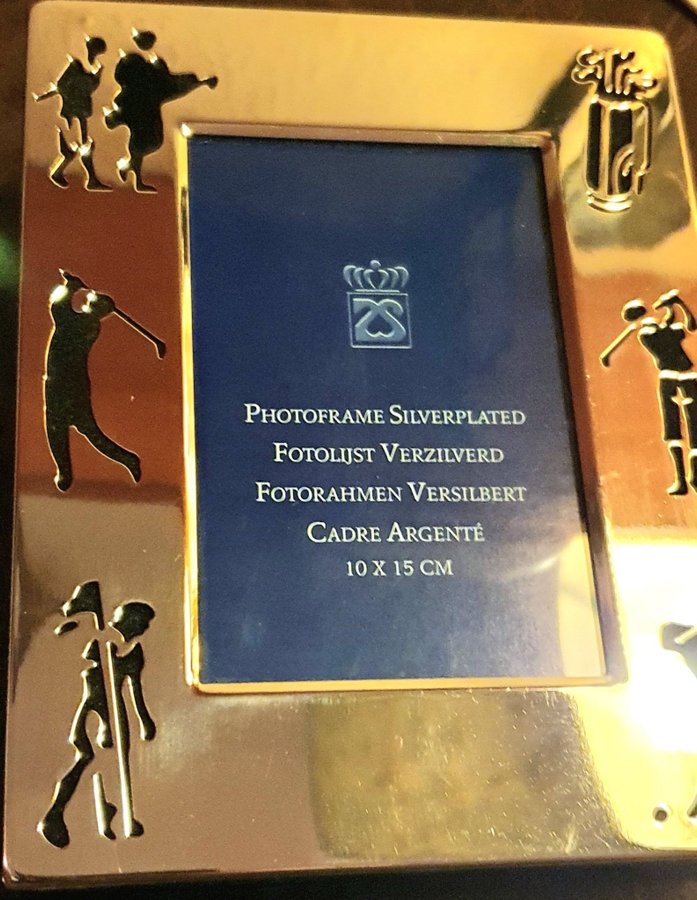 PHOTOFRAME SILVERPLATED
FOTOLIJST VERZILVERD
FOTORAHMEN VERSILBERT
CADRE ARGENTÉ
10 X 15 CM